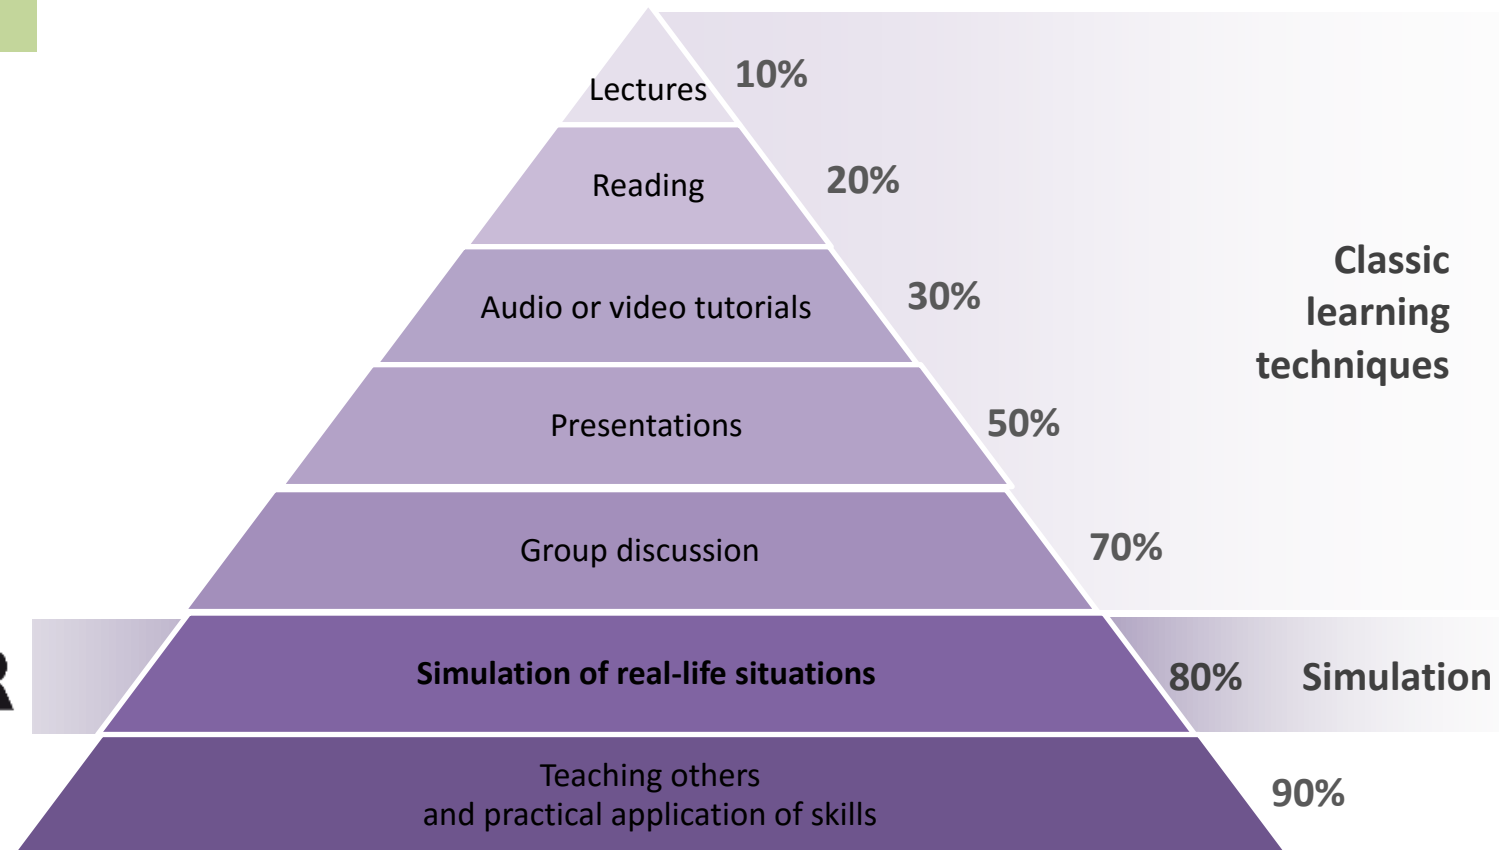 Lectures
10%
Reading
20%
Audio or video tutorials
30%
Classic
learning
techniques
Presentations
50%
Group discussion
70%
Simulation of real-life situations
80%
Simulation
Teaching others
and practical application of skills
90%